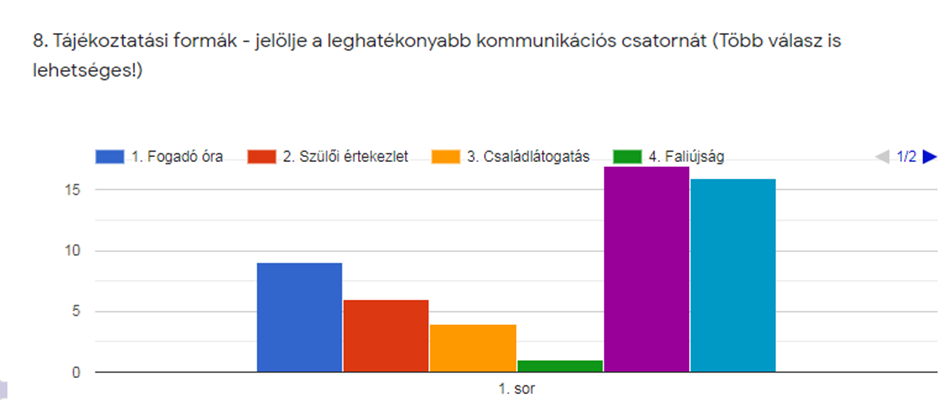 8. Tájékoztatási formák - jelölje a leghatékonyabb kommunikációs csatornát (Több válasz is
lehetséges!)
1. Fogadó óra 2. Szülői értekezlet 3. Családlátogatás 4. Faliújság 1/2
15
10
5
0
1. sor